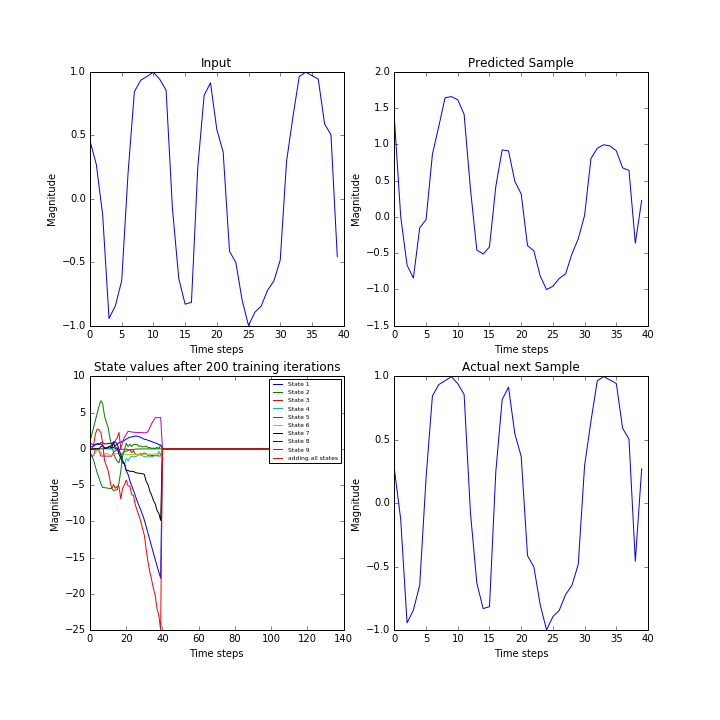 Input
1.0
0.5
0.0
−0.5
−1.0
Magnitude
0 5 10 15 20 25 30 35 40
Time steps
Predicted Sample
2.0
1.5
1.0
0.5
0.0
−0.5
−1.0
−1.5
Magnitude
0 5 10 15 20 25 30 35 40
Time steps
State values after 200 training iterations
10
5
0
−5
−10
−15
−20
−25
Magnitude
State 1
State 2
State 3
State 4
State 5
State 6
State 7
State 8
State 9
adding all states
0 20 40 60 80 100 120 140
Time steps
Actual next Sample
1.0
0.5
0.0
−0.5
−1.0
Magnitude
0 5 10 15 20 25 30 35 40
Time steps